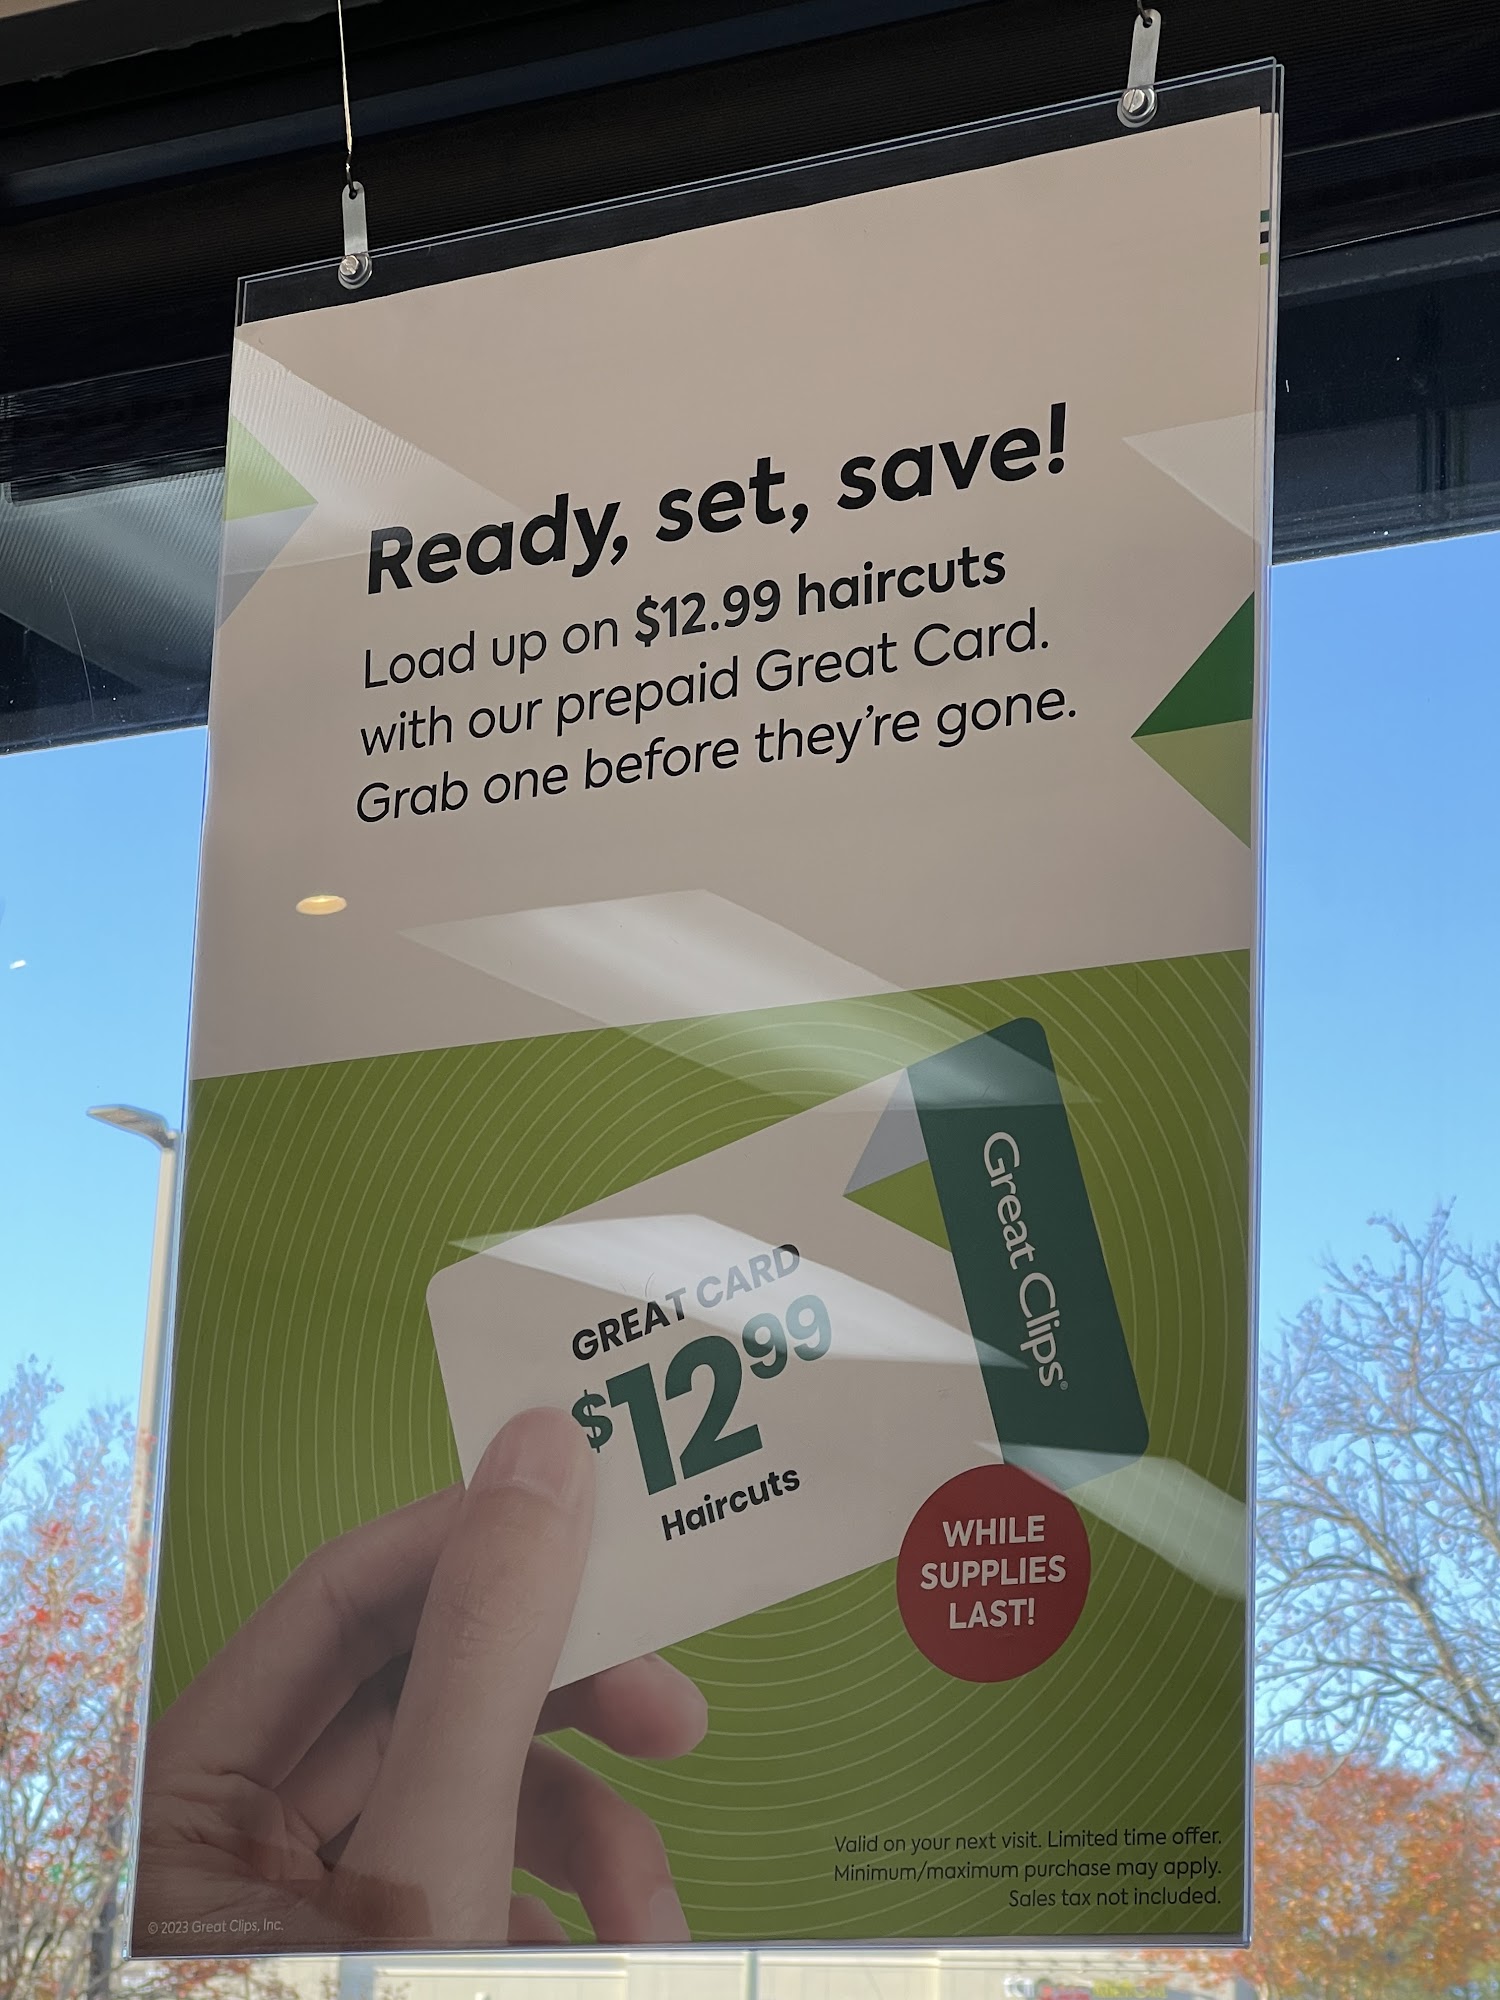 Ready, set, save!
Load up on $12.99 haircuts
with our prepaid Great Card.
Grab one before they're gone.
Great Clips®
GREAT CARD
$12 99
Haircuts
WHILE
SUPPLIES
LAST!
Valid on your next visit. Limited time offer.
Minimum/maximum purchase may apply.
Sales tax not included.
© 2023 Great Clips, Inc.